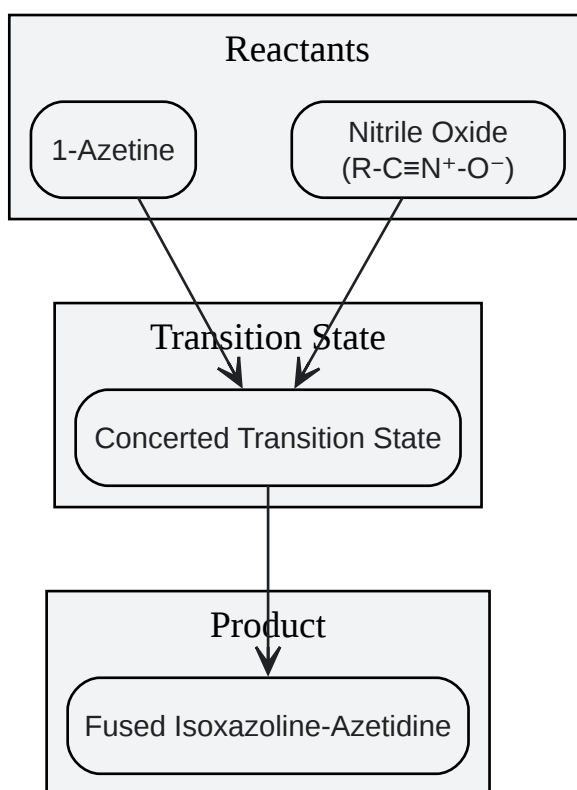 Reactants
1-Azetine
Nitrile Oxide
(R-C≡N⁺-O⁻)
Transition State
Concerted Transition State
Product
Fused Isoxazoline-Azetidine